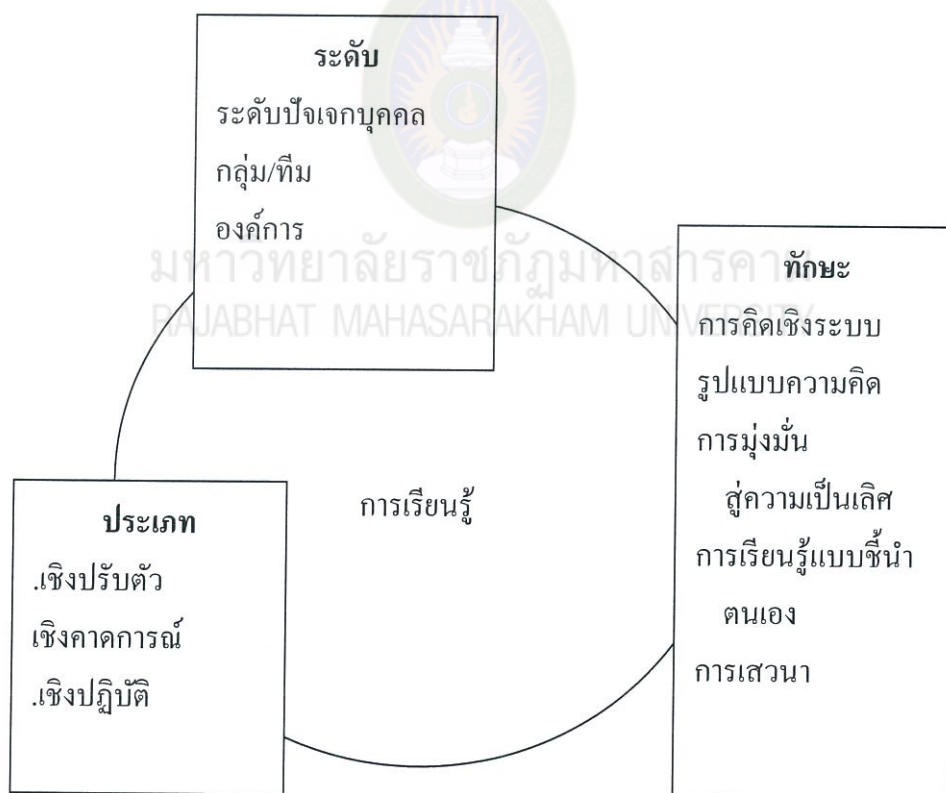 ระดับ
ระดับปัจเจกบุคคล
กลุ่ม/ทีม
องค์การ
มหาวิทยาลัยราชภัฏมหาสารคาม
RAJABHAT MAHASARAKHAM UNIVERSITY
ทักษะ
การคิดเชิงระบบ
รูปแบบความคิด
การมุ่งมั่น
สู่ความเป็นเลิศ
การเรียนรู้แบบชี้นำ
ตนเอง
การเสวนา
การเรียนรู้
ประเภท
.เชิงปรับตัว
เชิงคาดการณ์
.เชิงปฏิบัติ